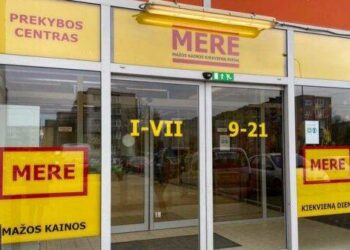 PREKYBOS
CENTRAS
MERE
MAŽOS KAINOS KIEKVIENĄ DIENĄ
I-VII
9-21
MERE
MAŽOS KAINOS
MERE
KIEKVIENĄ DIEN